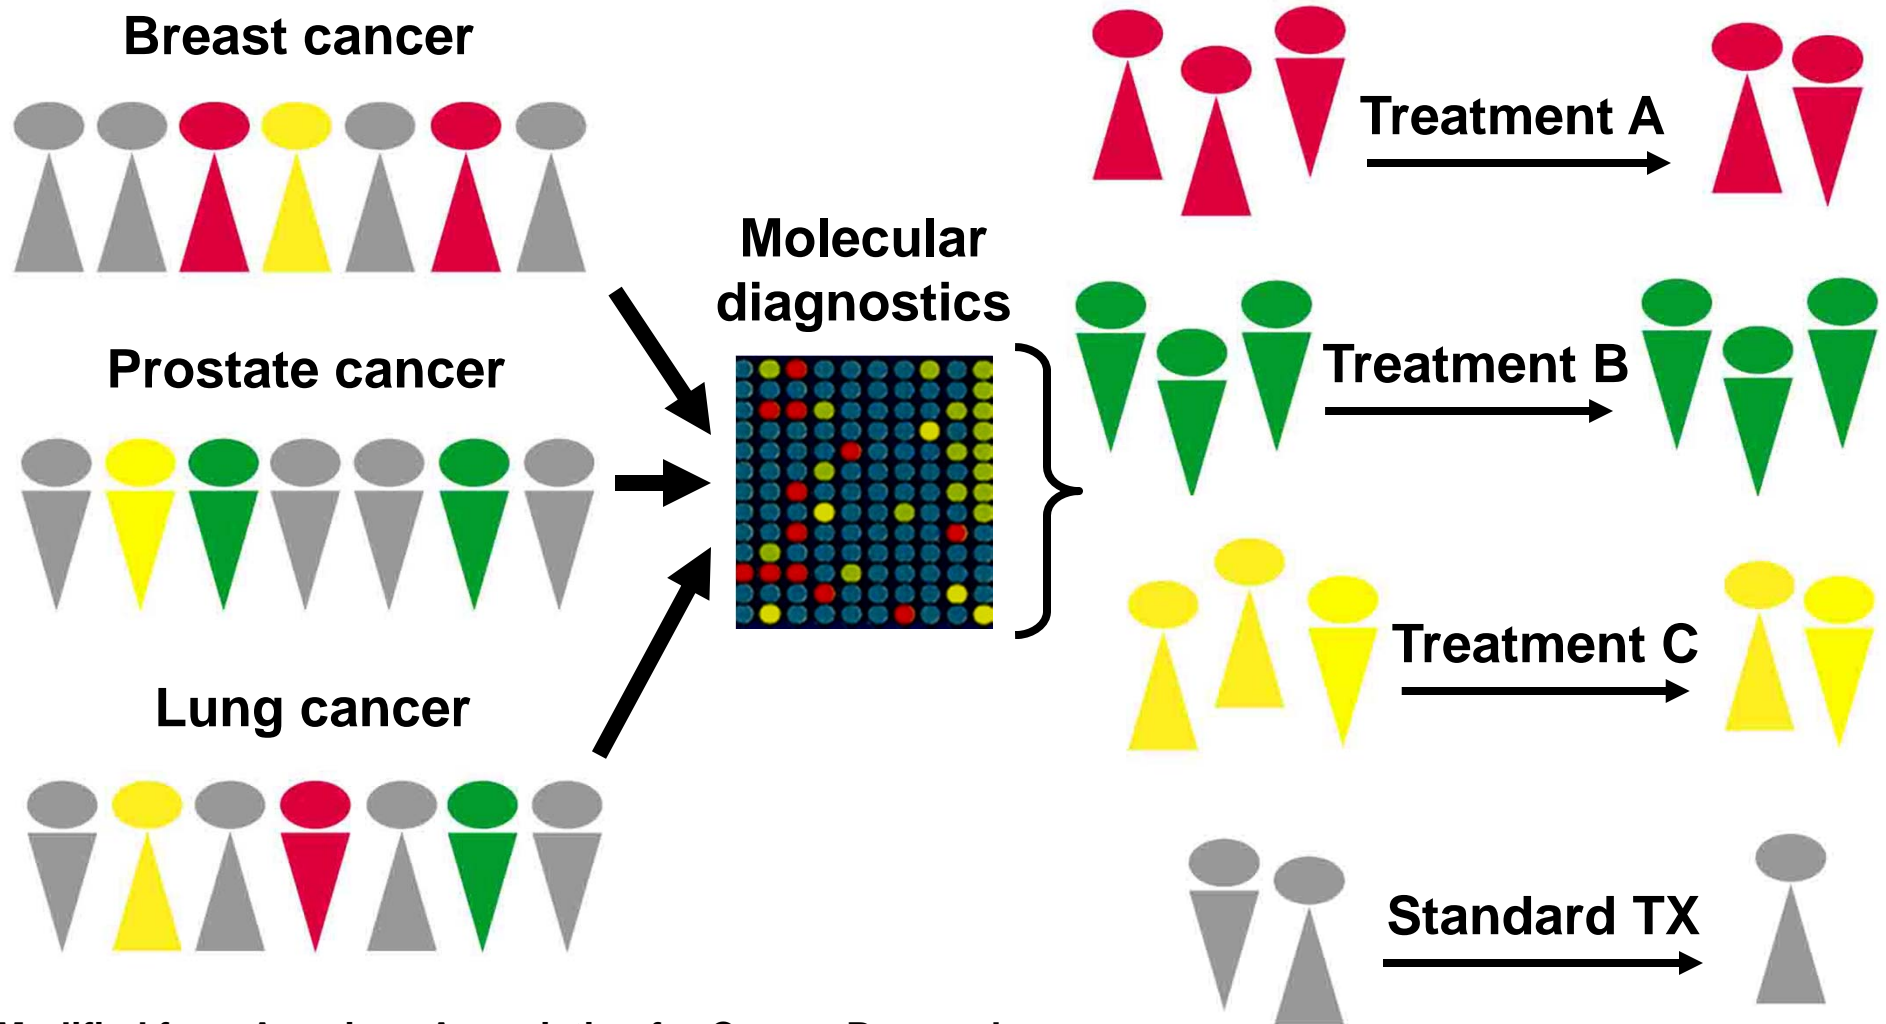 Breast cancer
Prostate cancer
Lung cancer
Molecular
diagnostics
Treatment A
Treatment B
Treatment C
Standard TX